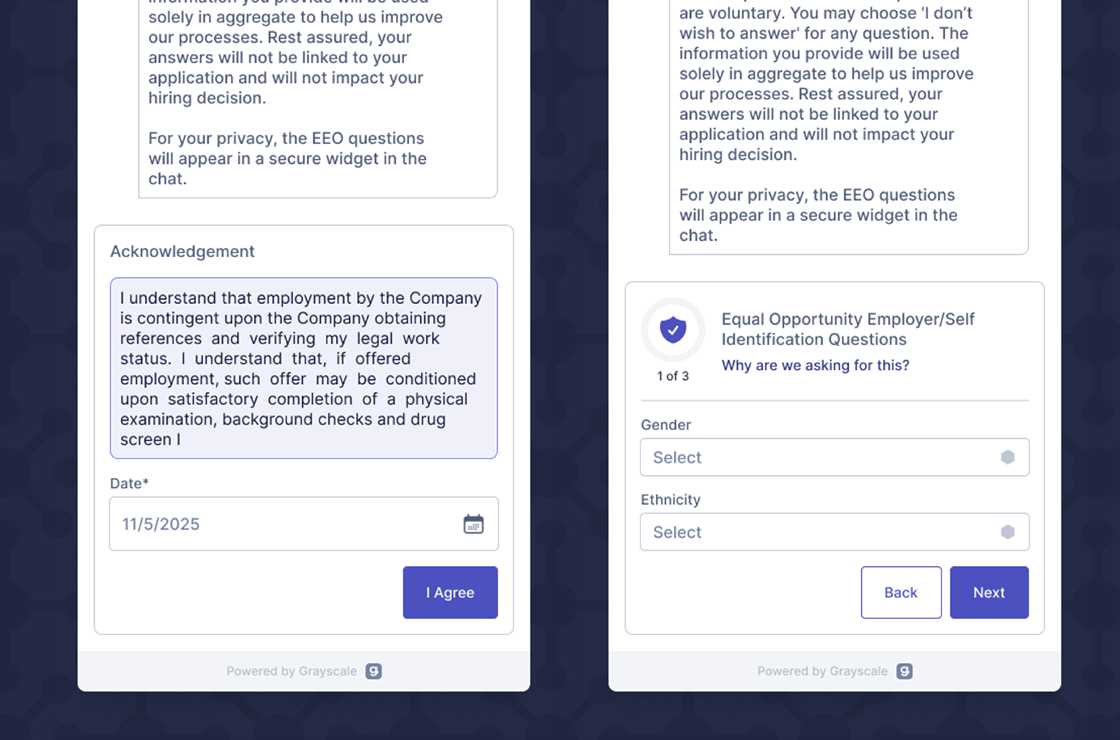 information you provide will be used
solely in aggregate to help us improve
our processes. Rest assured, your
answers will not be linked to your
application and will not impact your
hiring decision.
For your privacy, the EEO questions
will appear in a secure widget in the
chat.
Acknowledgement
I understand that employment by the Company
is contingent upon the Company obtaining
references and verifying my legal work
status. I understand that, if offered
employment, such offer may be conditioned
upon satisfactory completion of a physical
examination, background checks and drug
screen I
Date*
11/5/2025
I Agree
Powered by Grayscale g
are voluntary. You may choose 'I don’t
wish to answer' for any question. The
information you provide will be used
solely in aggregate to help us improve
our processes. Rest assured, your
answers will not be linked to your
application and will not impact your
hiring decision.
For your privacy, the EEO questions
will appear in a secure widget in the
chat.
Equal Opportunity Employer/Self
Identification Questions
Why are we asking for this?
1 of 3
Gender
Select
Ethnicity
Select
Back
Next
Powered by Grayscale g